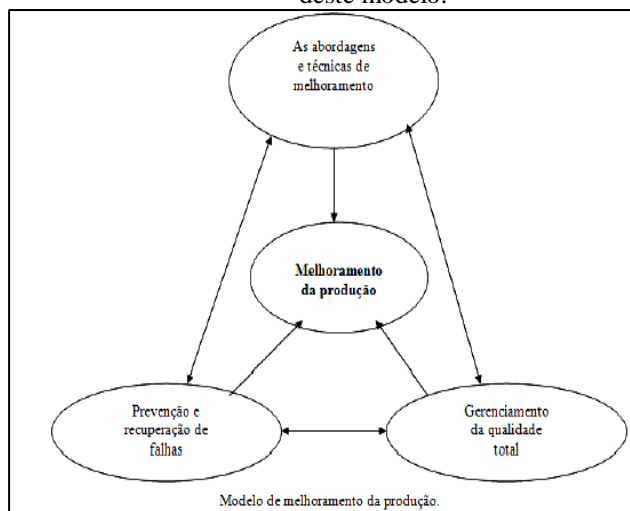 deste modelo.
As abordagens
e técnicas de
melhoramento
Melhoramento
da produção
Prevenção e
recuperação de
falhas
Gerenciamento
da qualidade
total
Modelo de melhoramento da produção.